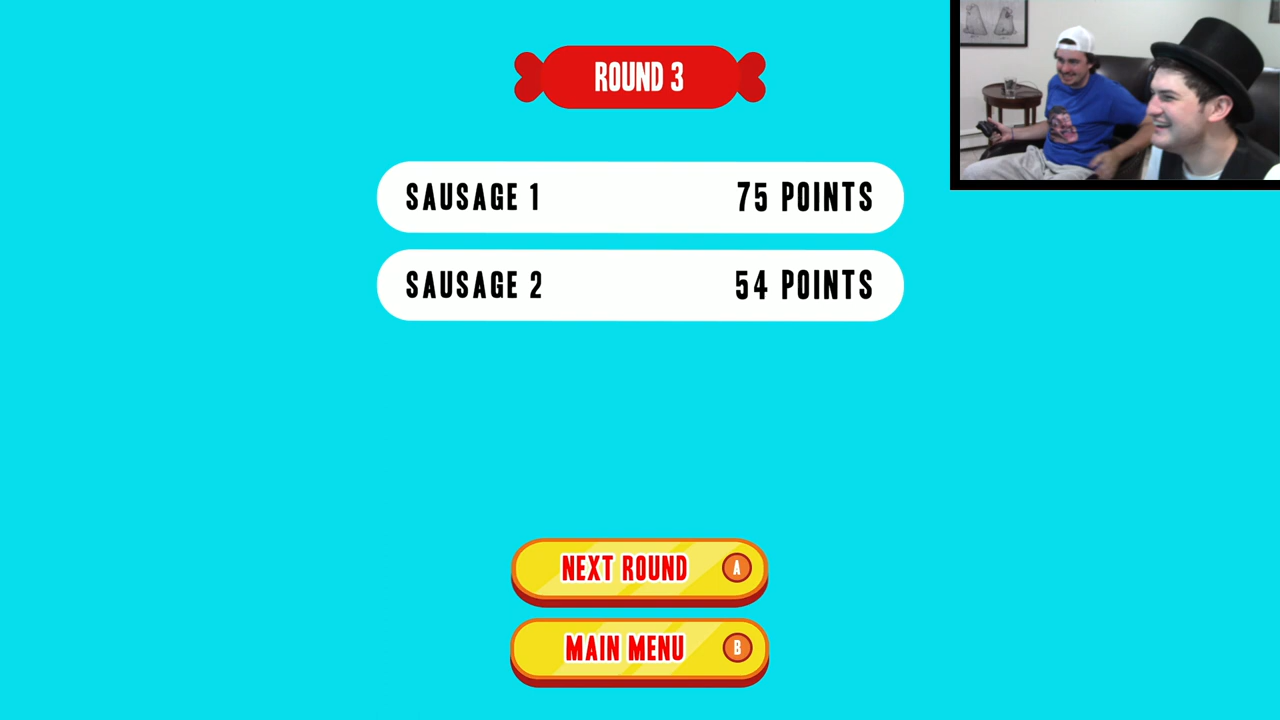 ROUND 3
SAUSAGE 1 75 POINTS
SAUSAGE 2 54 POINTS
NEXT ROUND A
MAIN MENU B